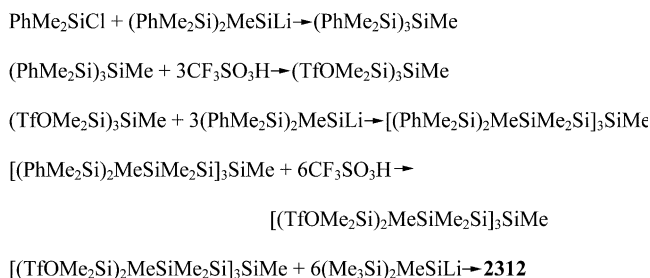 PhMe₂SiCl + (PhMe₂Si)₂MeSiLi→(PhMe₂Si)₃SiMe
(PhMe₂Si)₃SiMe + 3CF₃SO₃H→(TfOMe₂Si)₃SiMe
(TfOMe₂Si)₃SiMe + 3(PhMe₂Si)₂MeSiLi→[(PhMe₂Si)₂MeSiMe₂Si]₃SiMe
[(PhMe₂Si)₂MeSiMe₂Si]₃SiMe + 6CF₃SO₃H→
[(TfOMe₂Si)₂MeSiMe₂Si]₃SiMe
[(TfOMe₂Si)₂MeSiMe₂Si]₃SiMe + 6(Me₃Si)₂MeSiLi→2312